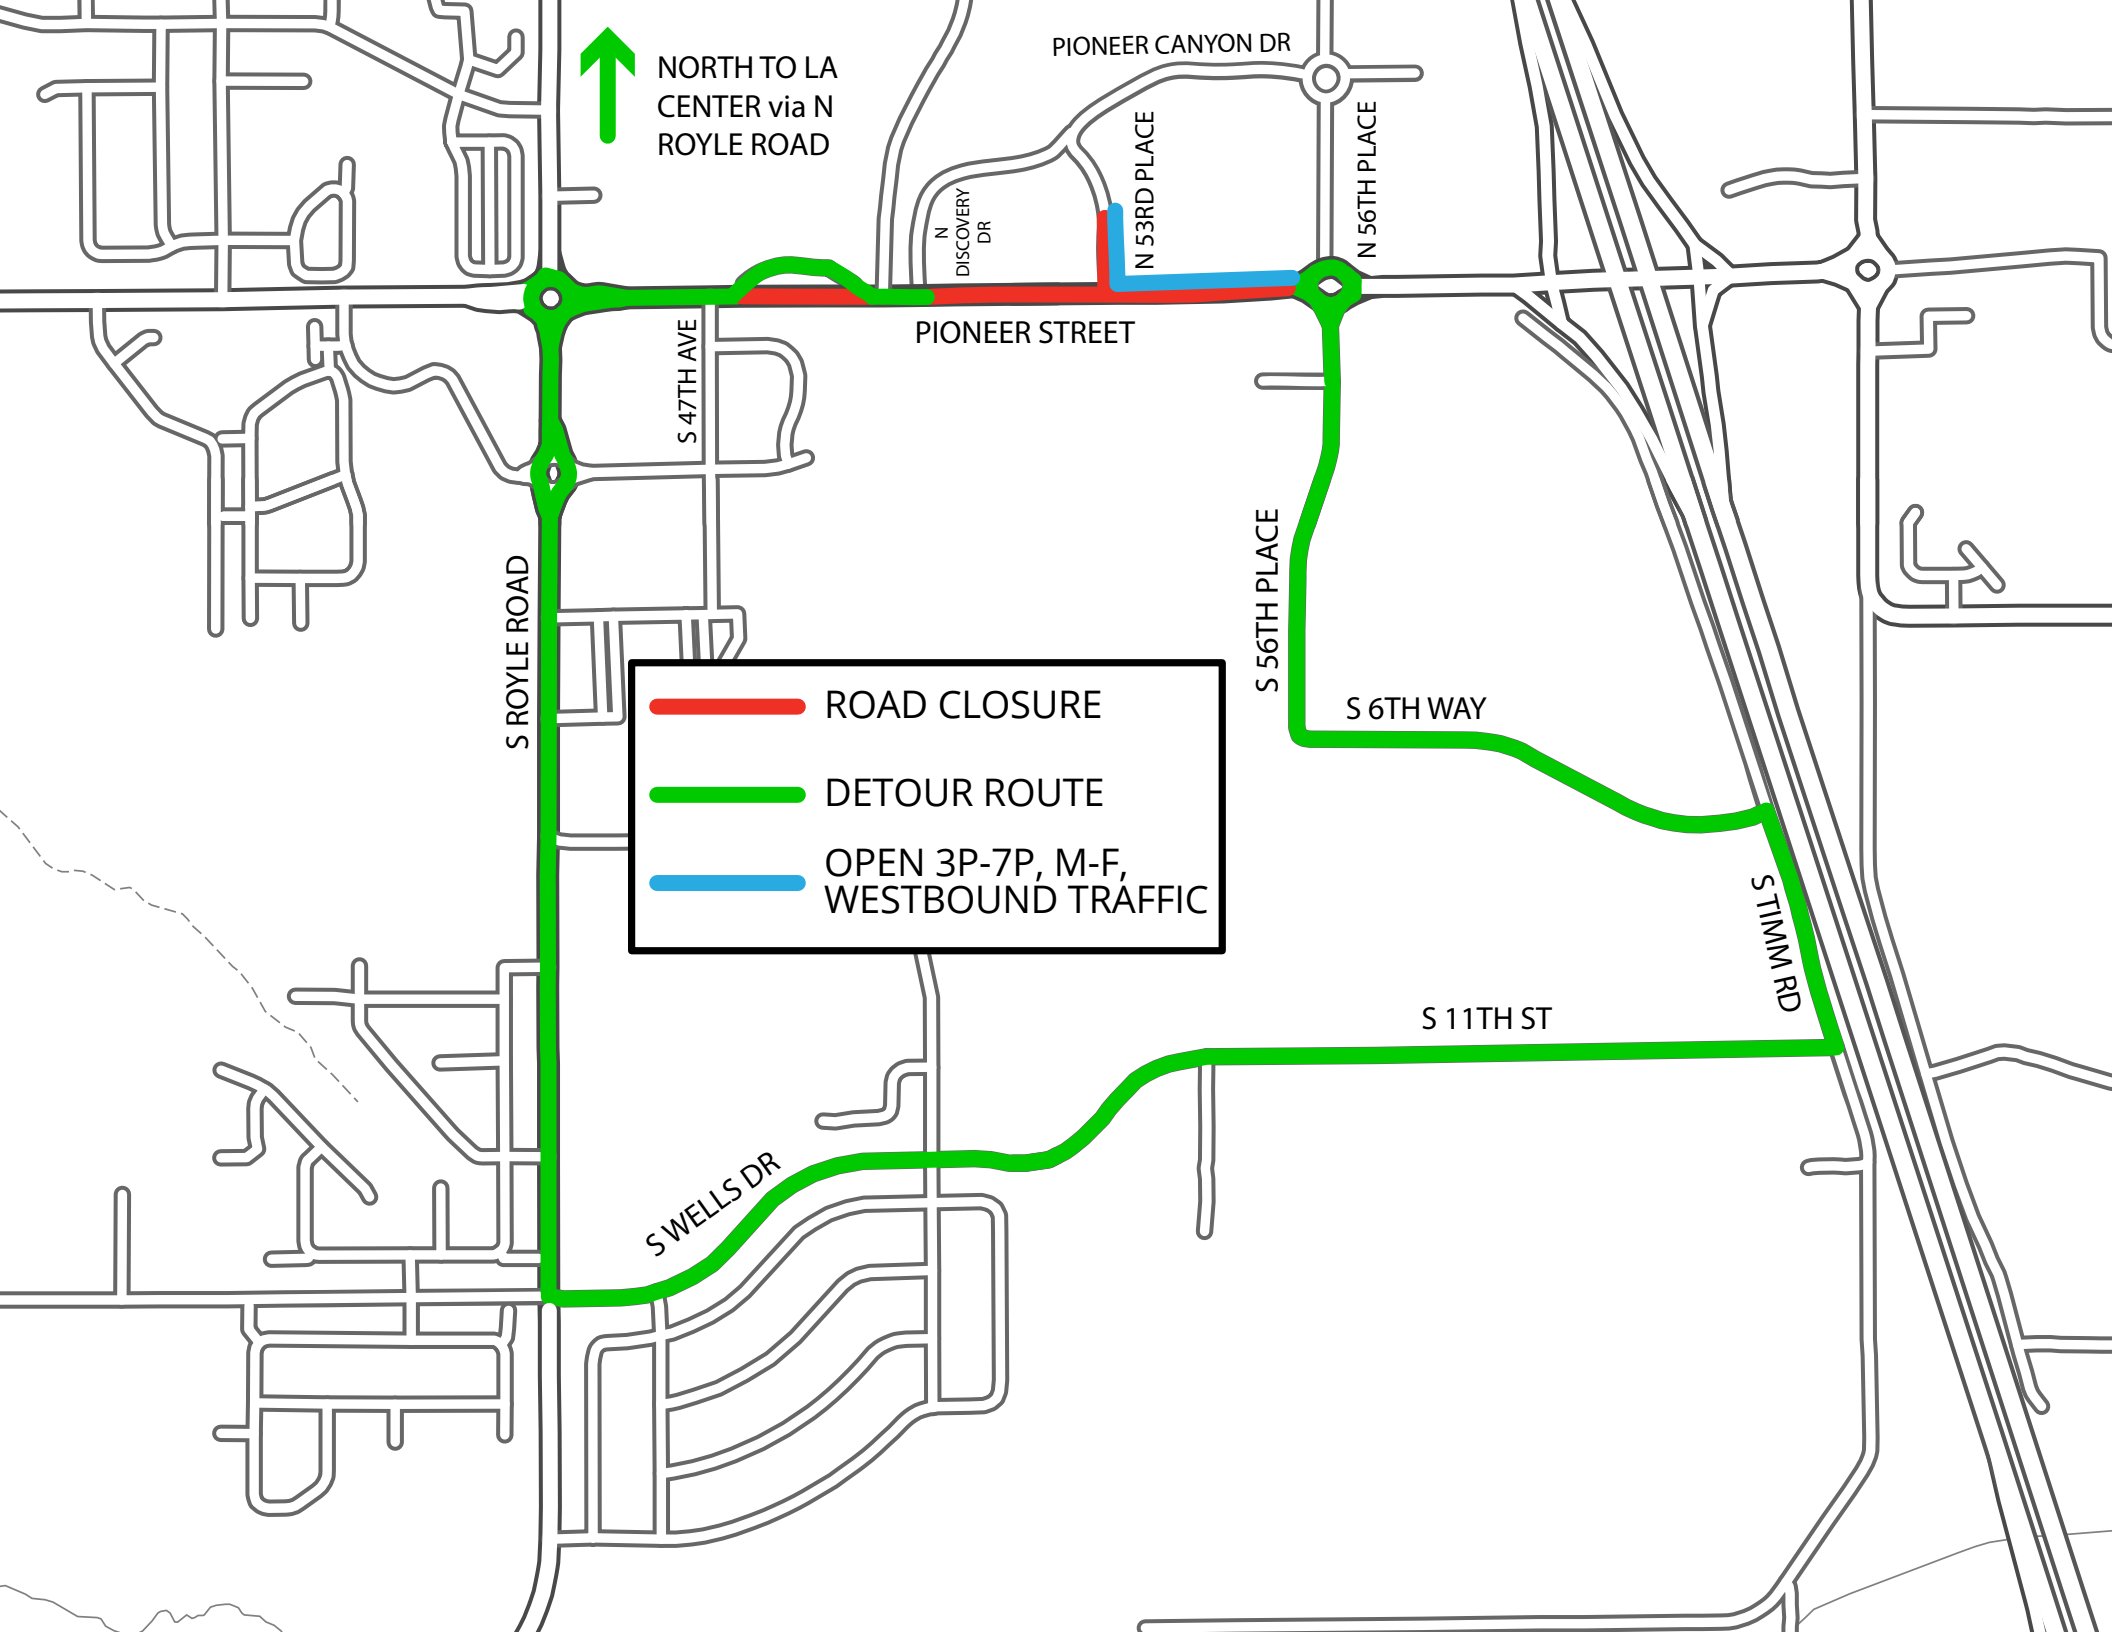 NORTH TO LA
CENTER via N
ROYLE ROAD
PIONEER CANYON DR
N 53RD PLACE
N 56TH PLACE
N
DISCOVERY
DR
PIONEER STREET
S 47TH AVE
S ROYLE ROAD
S 56TH PLACE
S 6TH WAY
ROAD CLOSURE
DETOUR ROUTE
OPEN 3P-7P, M-F,
WESTBOUND TRAFFIC
S TIMM RD
S 11TH ST
S WELLS DR